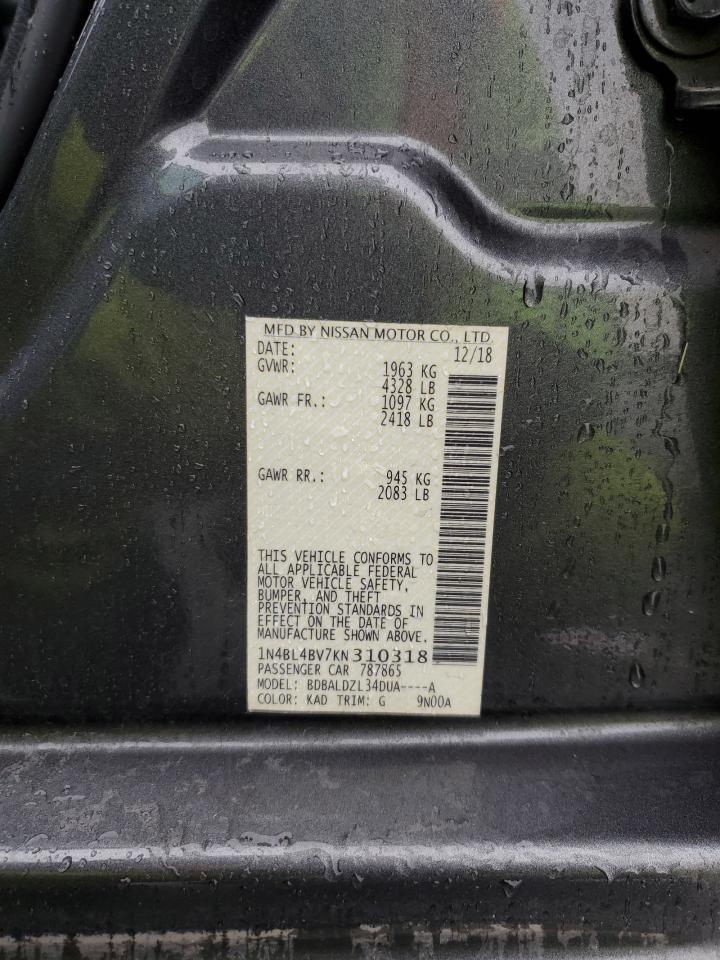 MFD BY NISSAN MOTOR CO., LTD.
DATE: 12/18
GVWR: 1963 KG
4328 LB
GAWR FR.: 1097 KG
2418 LB
GAWR RR.: 945 KG
2083 LB
THIS VEHICLE CONFORMS TO
ALL APPLICABLE FEDERAL
MOTOR VEHICLE SAFETY,
BUMPER, AND THEFT
PREVENTION STANDARDS IN
EFFECT ON THE DATE OF
MANUFACTURE SHOWN ABOVE.
1N4BL4BV7KN310318
PASSENGER CAR 787865
MODEL: BDBALDZL34DUA----A
COLOR: KAD TRIM: G 9N00A